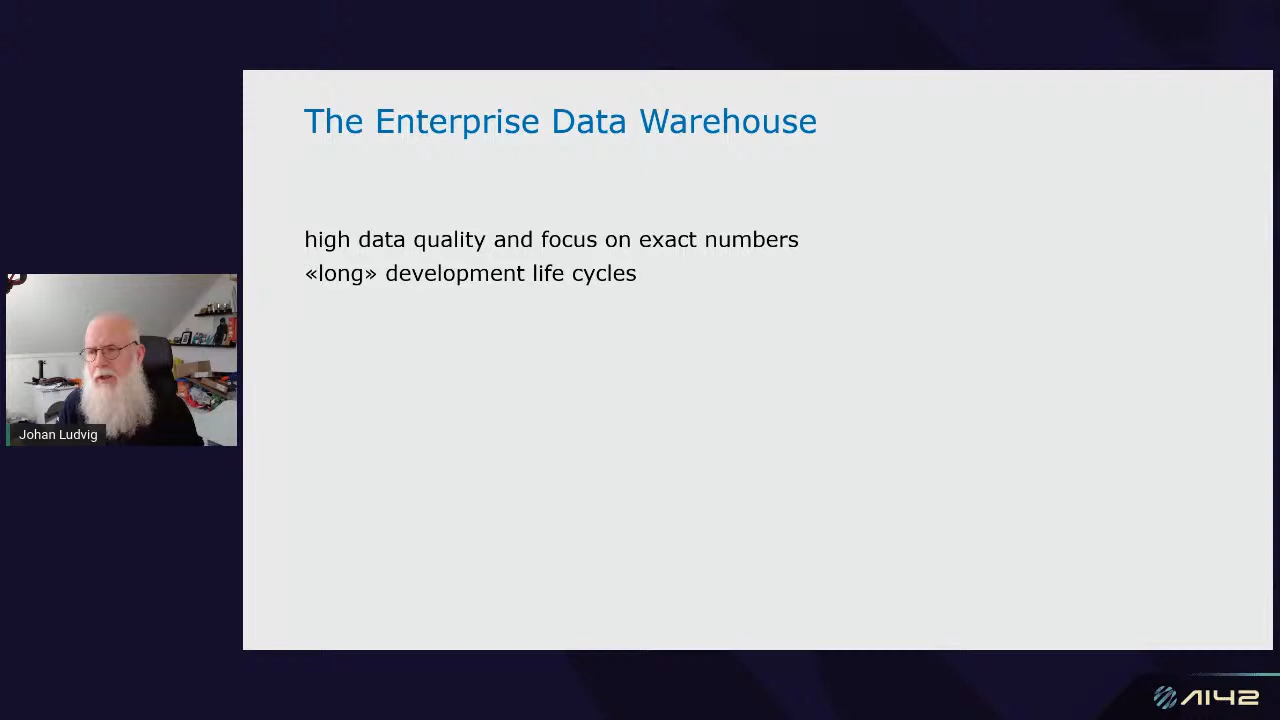 The Enterprise Data Warehouse
high data quality and focus on exact numbers
«long» development life cycles
Johan Ludvig
AI42